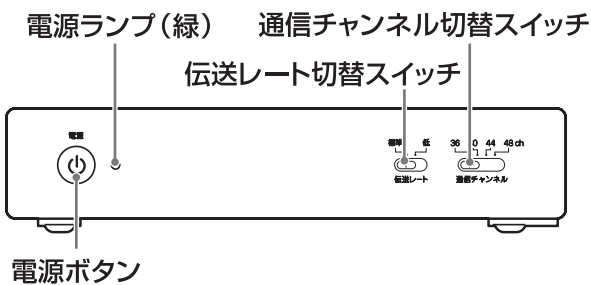 電源ランプ（緑）
通信チャンネル切替スイッチ
伝送レート切替スイッチ
電源
低
36
44
48 ch
伝送レート
通信チャンネル
電源ボタン